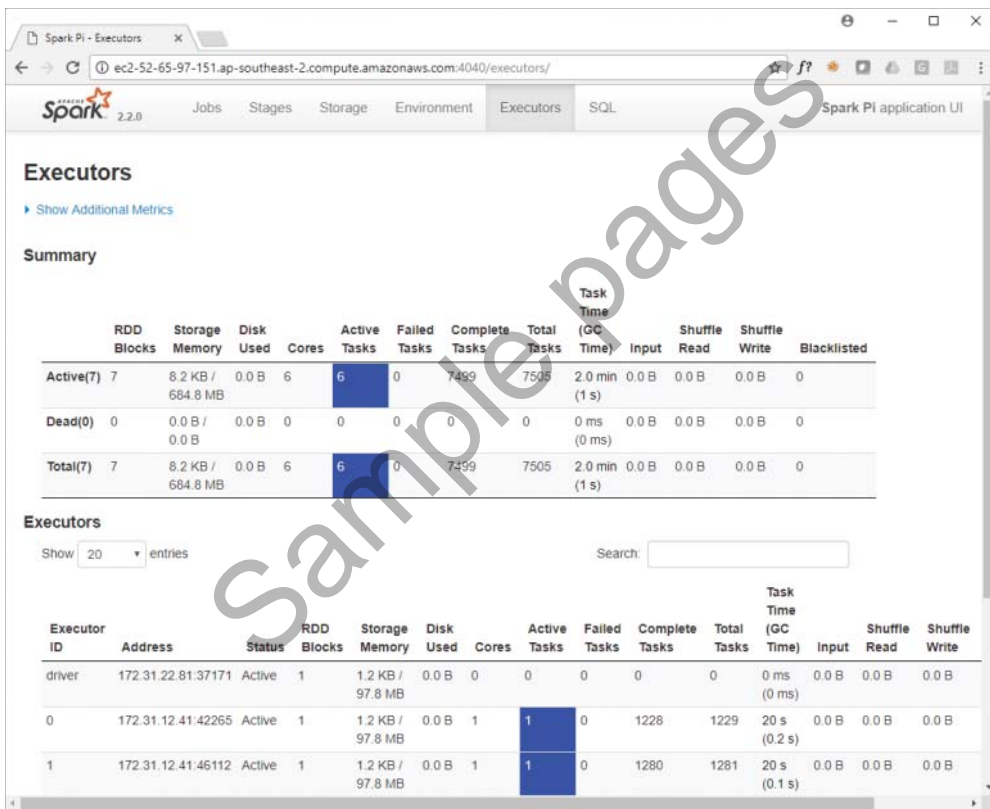 Spark Pi - Executors
ec2-52-65-97-151.ap-southeast-2.compute.amazonaws.com:4040/executors/
f?
APACHE Spark 2.2.0 Jobs Stages Storage Environment Executors SQL Spark Pi application UI
Executors
Show Additional Metrics
Summary
RDD Blocks Storage Memory Disk Used Cores Active Tasks Failed Tasks Complete Tasks Total Tasks Task Time (GC Time) Input Shuffle Read Shuffle Write Blacklisted
Active(7) 7 8.2 KB / 684.8 MB 0.0 B 6 6 0 7499 7505 2.0 min (1 s) 0.0 B 0.0 B 0.0 B 0
Dead(0) 0 0.0 B / 0.0 B 0.0 B 0 0 0 0 0 0 ms (0 ms) 0.0 B 0.0 B 0.0 B 0
Total(7) 7 8.2 KB / 684.8 MB 0.0 B 6 6 0 7499 7505 2.0 min (1 s) 0.0 B 0.0 B 0.0 B 0
Executors
Show 20 entries Search:
Executor ID Address Status RDD Blocks Storage Memory Disk Used Cores Active Tasks Failed Tasks Complete Tasks Total Tasks Task Time (GC Time) Input Shuffle Read Shuffle Write
driver 172.31.22.81:37171 Active 1 1.2 KB / 97.8 MB 0.0 B 0 0 0 0 0 0 ms (0 ms) 0.0 B 0.0 B 0.0 B
0 172.31.12.41:42265 Active 1 1.2 KB / 97.8 MB 0.0 B 1 1 0 1228 1229 20 s (0.2 s) 0.0 B 0.0 B 0.0 B
1 172.31.12.41:46112 Active 1 1.2 KB / 97.8 MB 0.0 B 1 1 0 1280 1281 20 s (0.1 s) 0.0 B 0.0 B 0.0 B
Sample pages